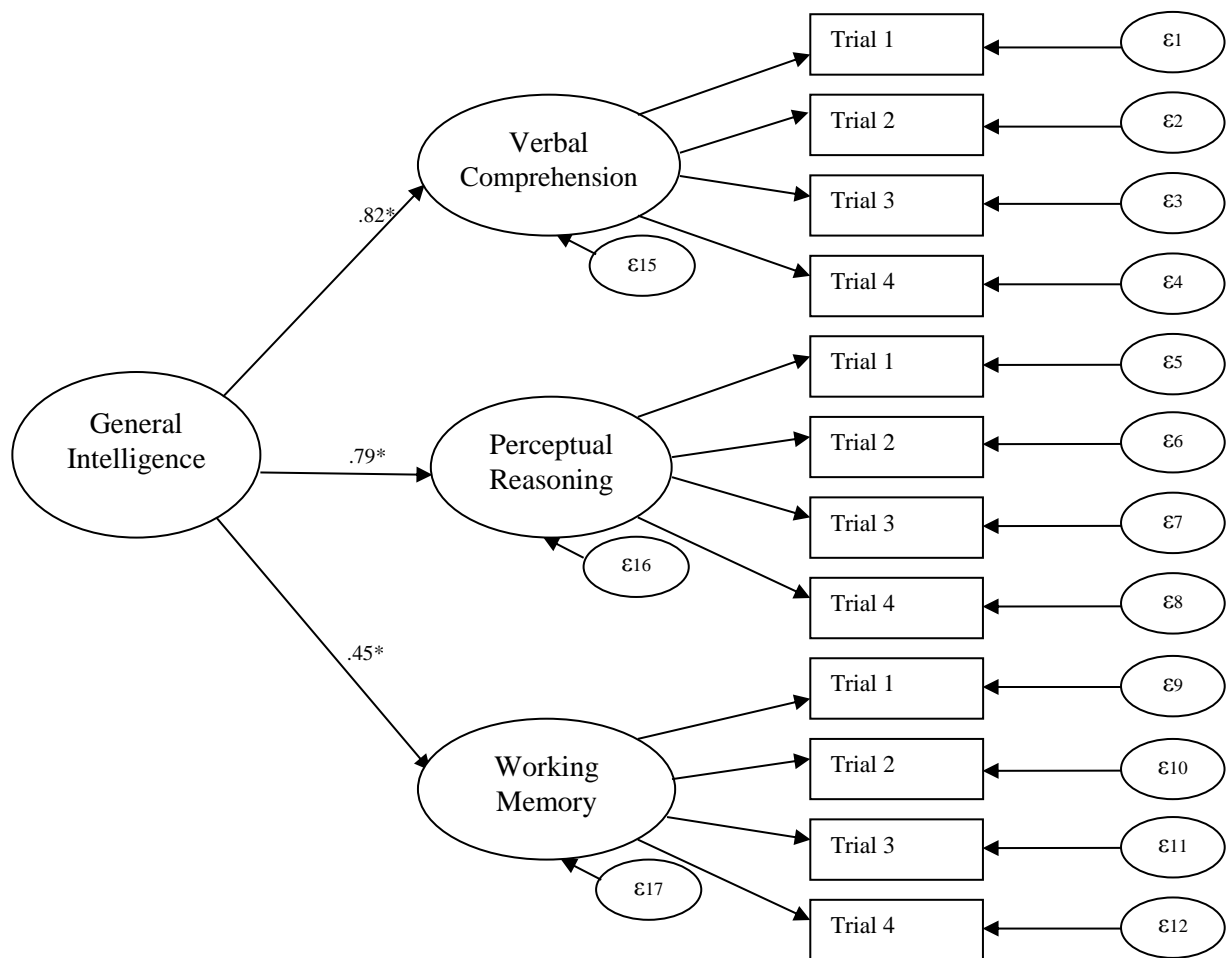 Trial 1
ε1
Trial 2
ε2
Verbal
Comprehension
Trial 3
ε3
.82*
ε15
Trial 4
ε4
Trial 1
ε5
General
Intelligence
.79*
Perceptual
Reasoning
Trial 2
ε6
Trial 3
ε7
ε16
Trial 4
ε8
.45*
Trial 1
ε9
Working
Memory
Trial 2
ε10
Trial 3
ε11
ε17
Trial 4
ε12